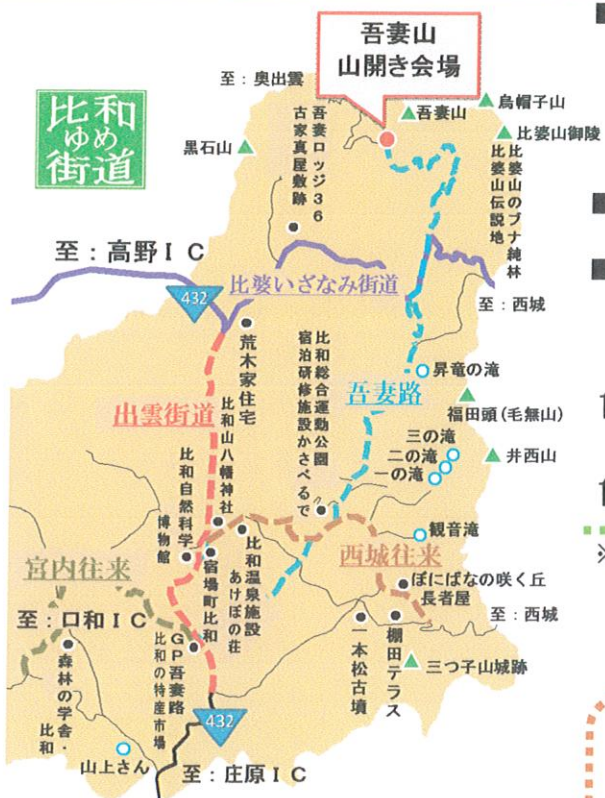 吾妻山
山開き会場
比和
ゆめ
街道
至：奥出雲
吾妻山
烏帽子山
比婆山御陵
黒石山
吾妻ロッジ36
古家真屋敷跡
比婆山のブナ純林
比婆山伝説地
至：高野IC
432
比婆いざなみ街道
至：西城
荒木家住宅
昇竜の滝
出雲街道
比和総合運動公園
宿泊研修施設かさべるで
吾妻路
福田頭(毛無山)
三の滝
二の滝
一の滝
井西山
比和山八幡神社
比和自然科学
博物館
観音滝
宮内往来
宿場町比和
比和温泉施設
あけぼの荘
西城往来
ぼにばなの咲く丘
長者屋
至：口和IC
GP吾妻路
比和の特産市場
至：西城
一本松古墳
棚田テラス
三つ子山城跡
森林の学舎・
比和
432
山上さん
至：庄原IC
※